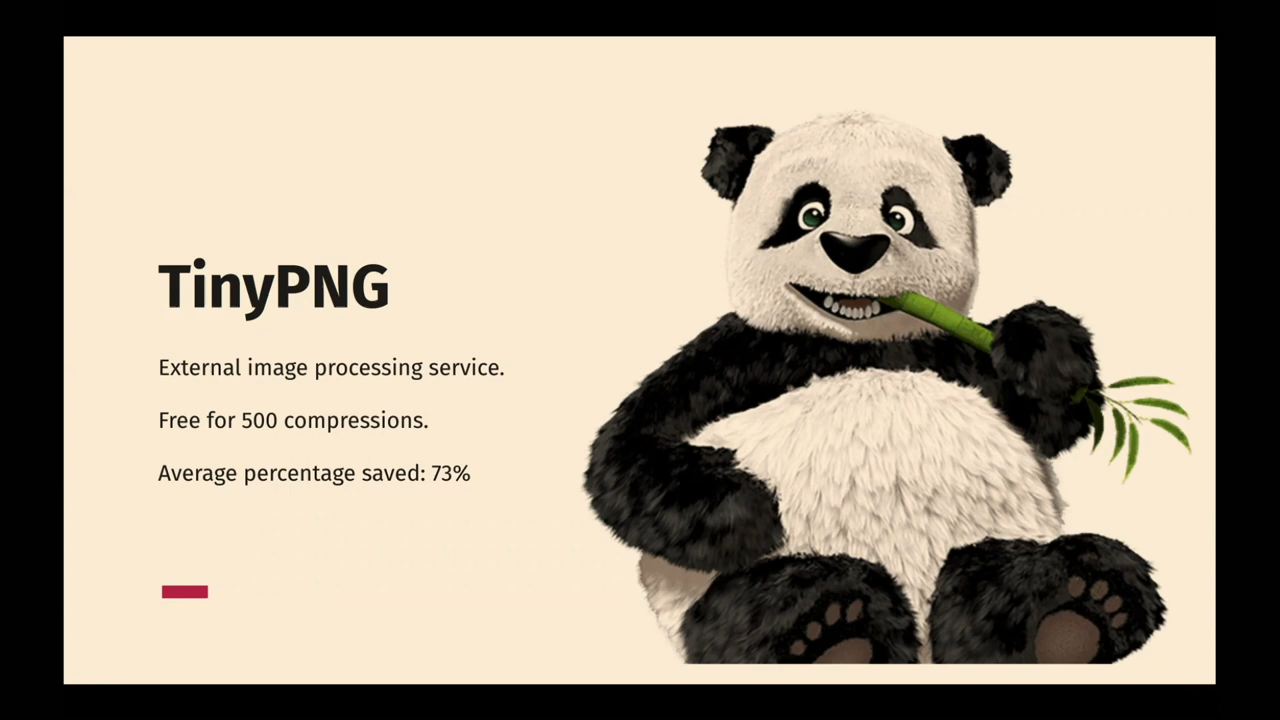 TinyPNG
External image processing service.
Free for 500 compressions.
Average percentage saved: 73%